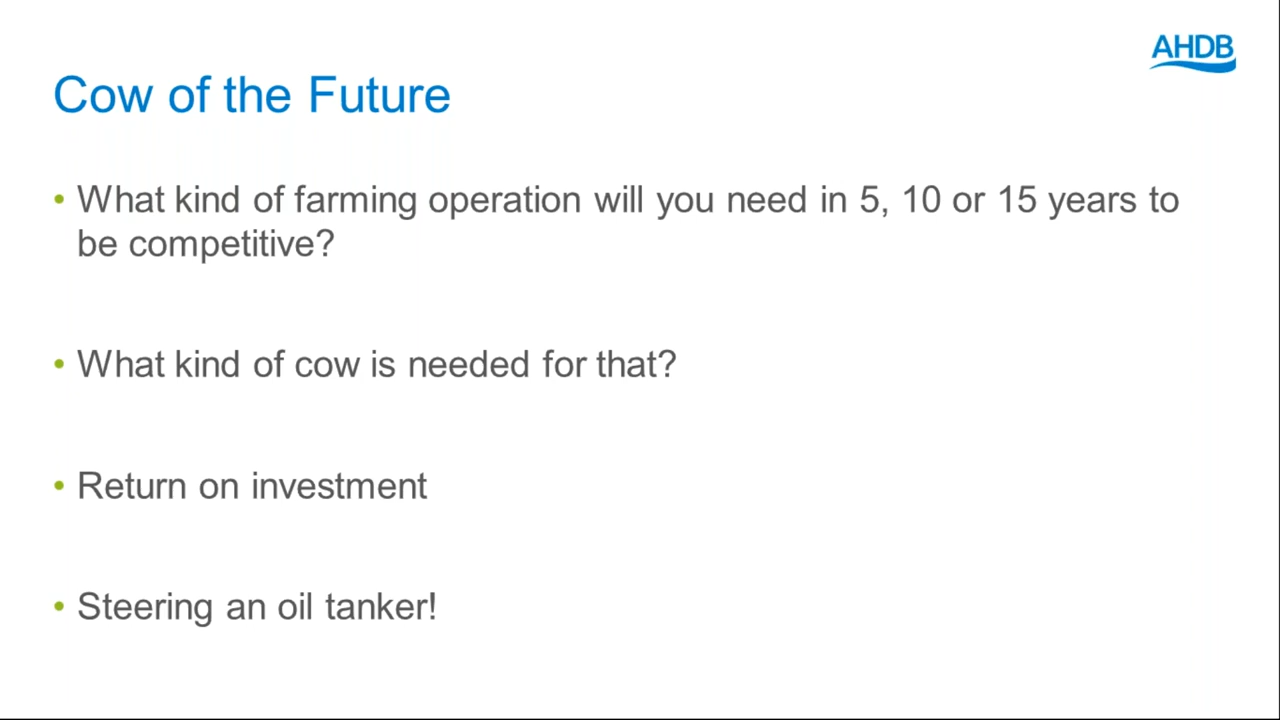 AHDB
Cow of the Future
• What kind of farming operation will you need in 5, 10 or 15 years to
be competitive?
• What kind of cow is needed for that?
• Return on investment
• Steering an oil tanker!